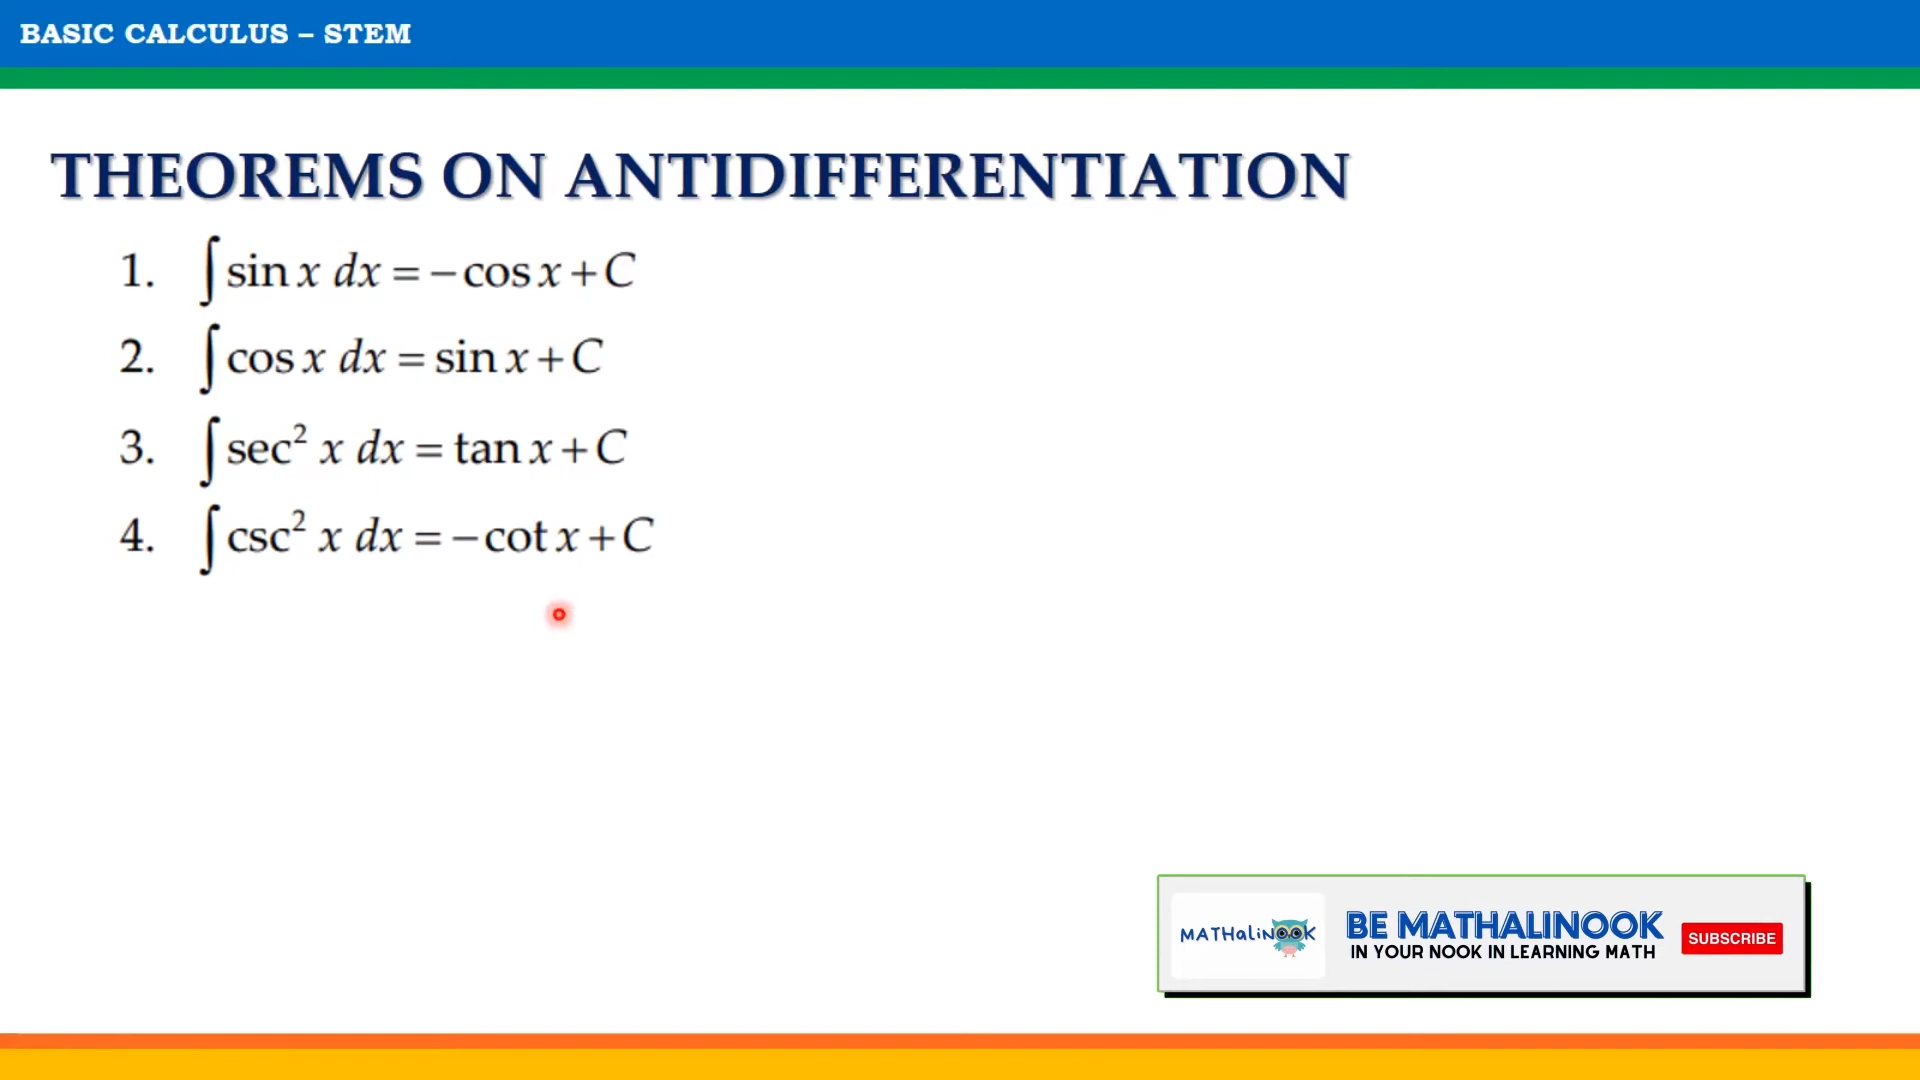 BASIC CALCULUS – STEM
THEOREMS ON ANTIDIFFERENTIATION
1. ∫ sin x dx = −cos x + C
2. ∫ cos x dx = sin x + C
3. ∫ sec² x dx = tan x + C
4. ∫ csc² x dx = −cot x + C
MATHaliNOOK
BE MATHALINOOK
IN YOUR NOOK IN LEARNING MATH
SUBSCRIBE